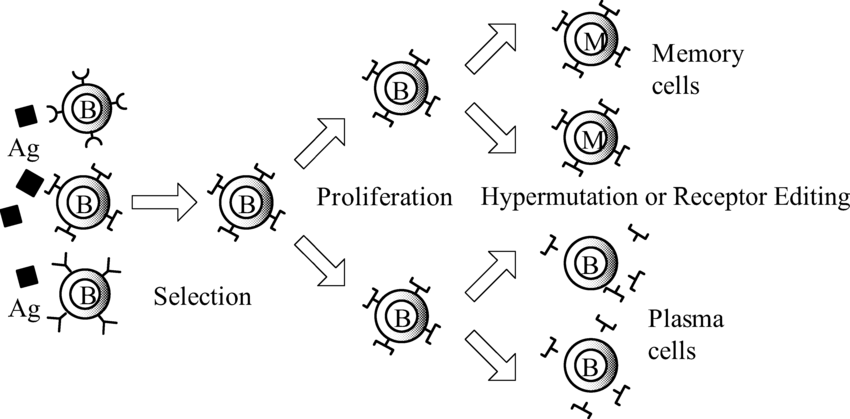 B
Ag
B
B
Ag
Selection
B
Proliferation
B
B
M
M
Memory
cells
Hypermutation or Receptor Editing
B
B
Plasma
cells